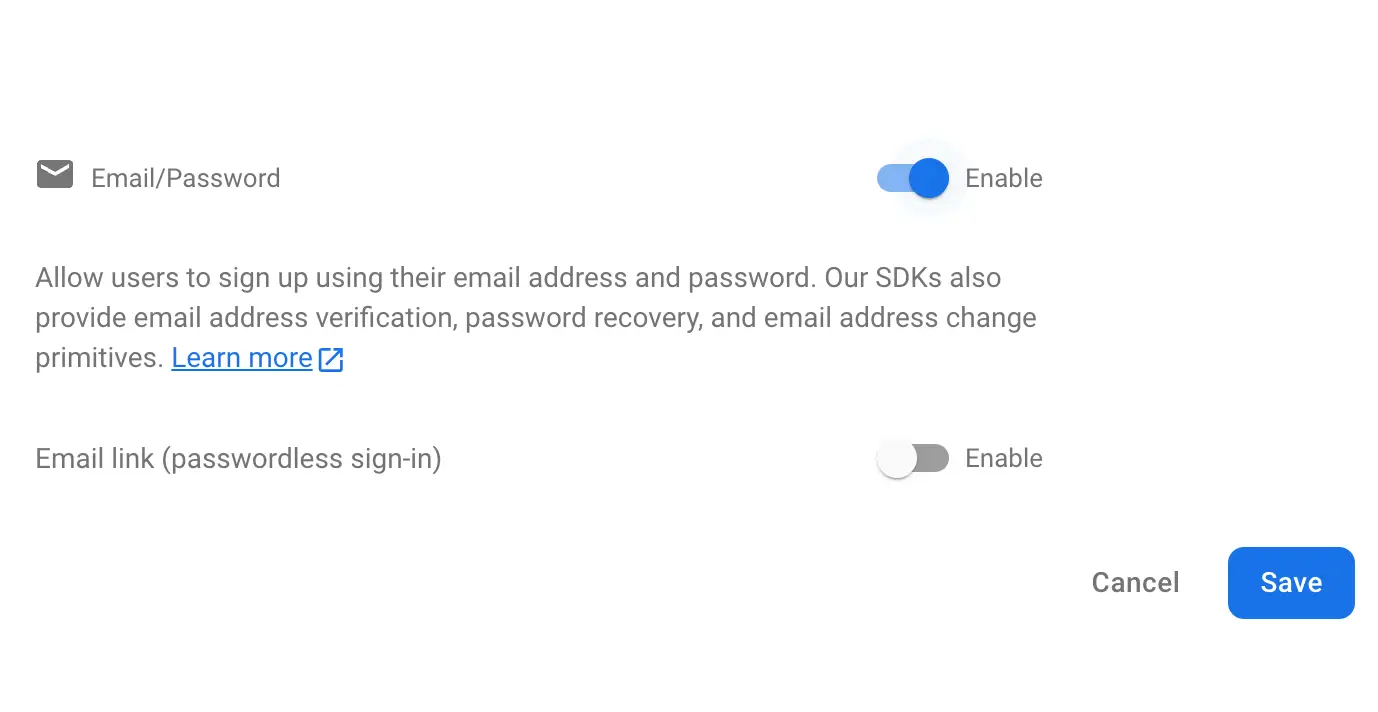 Email/Password
Enable
Allow users to sign up using their email address and password. Our SDKs also
provide email address verification, password recovery, and email address change
primitives. Learn more
Email link (passwordless sign-in)
Enable
Cancel
Save